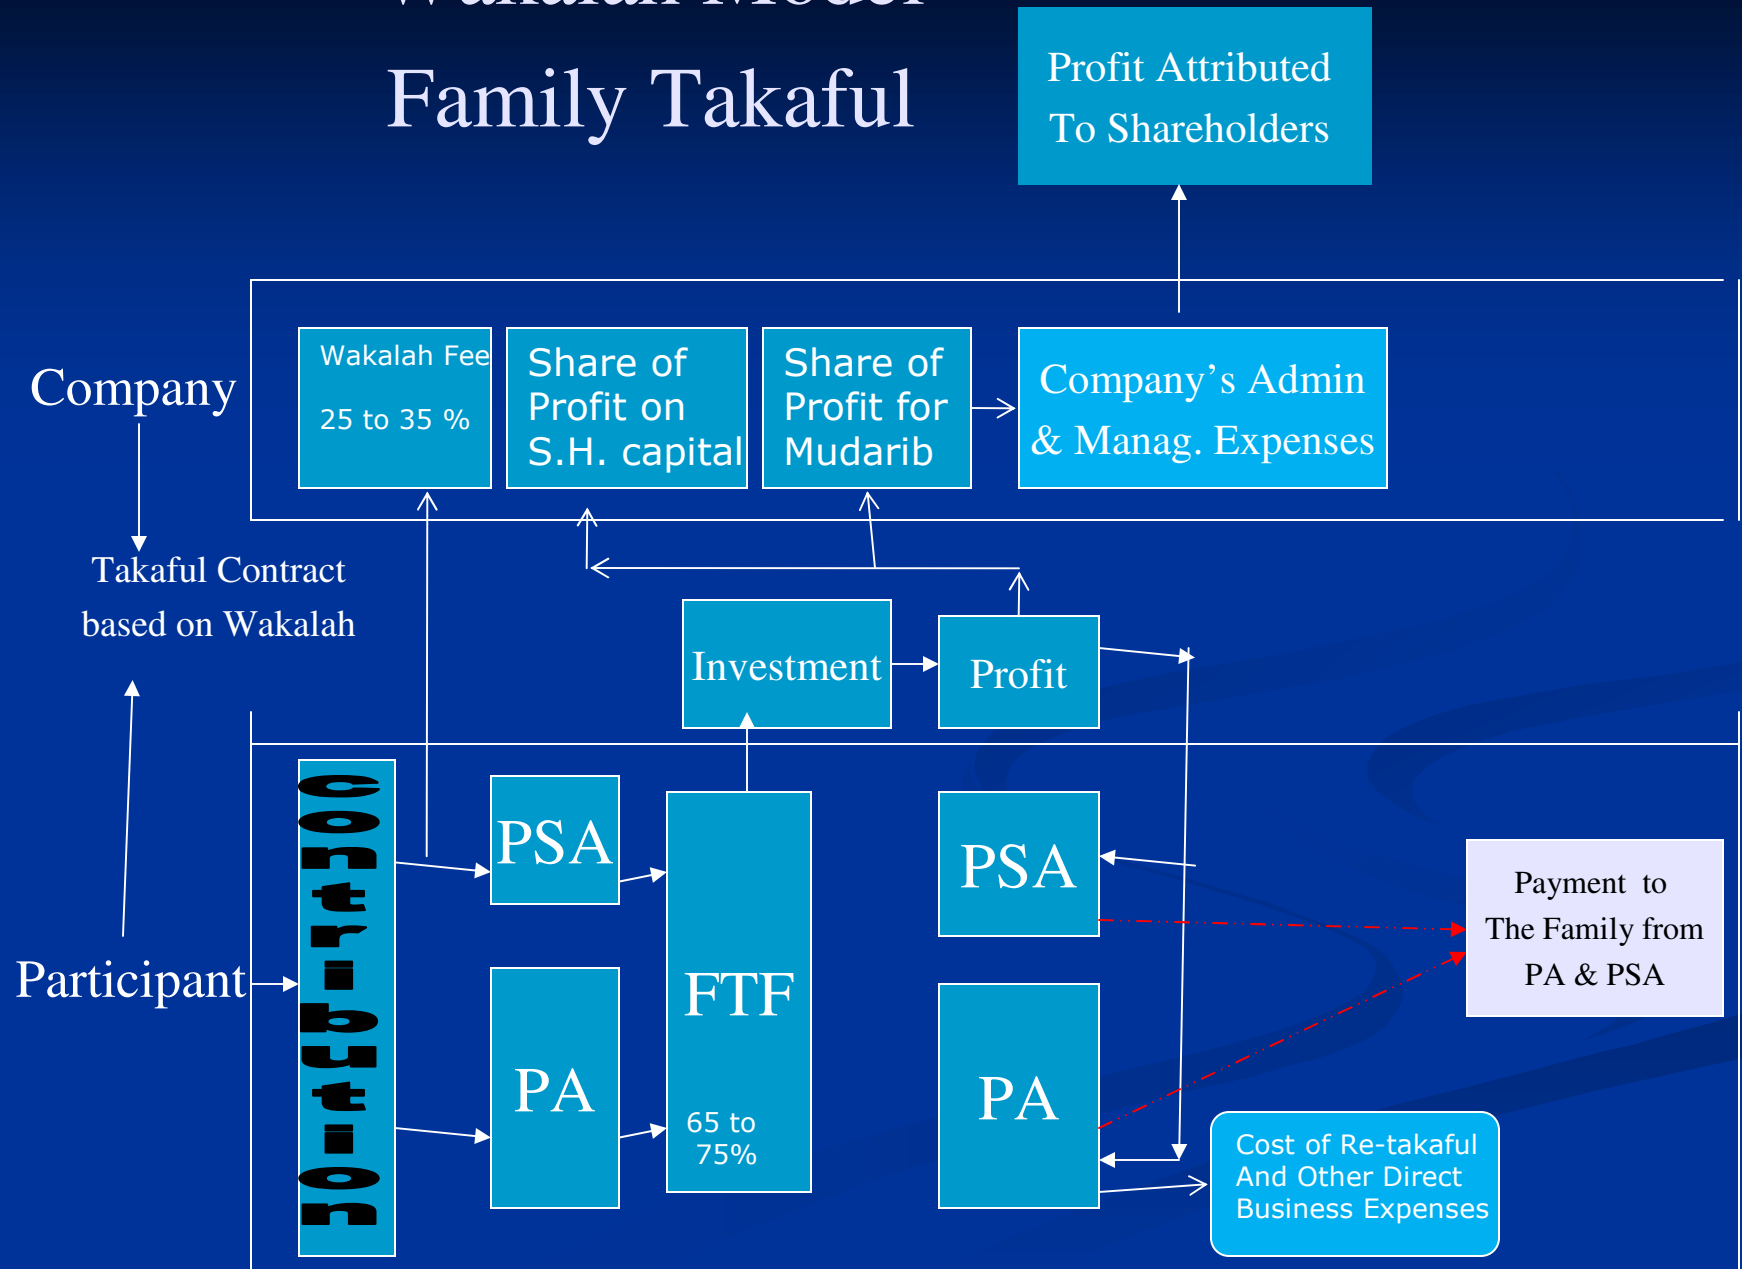 Wakalah Model
Family Takaful
Profit Attributed
To Shareholders
Company
Wakalah Fee
25 to 35 %
Share of
Profit on
S.H. capital
Share of
Profit for
Mudarib
Company’s Admin
& Manag. Expenses
Takaful Contract
based on Wakalah
Investment
Profit
Participant
Contribution
PSA
PA
FTF
65 to
75%
PSA
PA
Payment to
The Family from
PA & PSA
Cost of Re-takaful
And Other Direct
Business Expenses